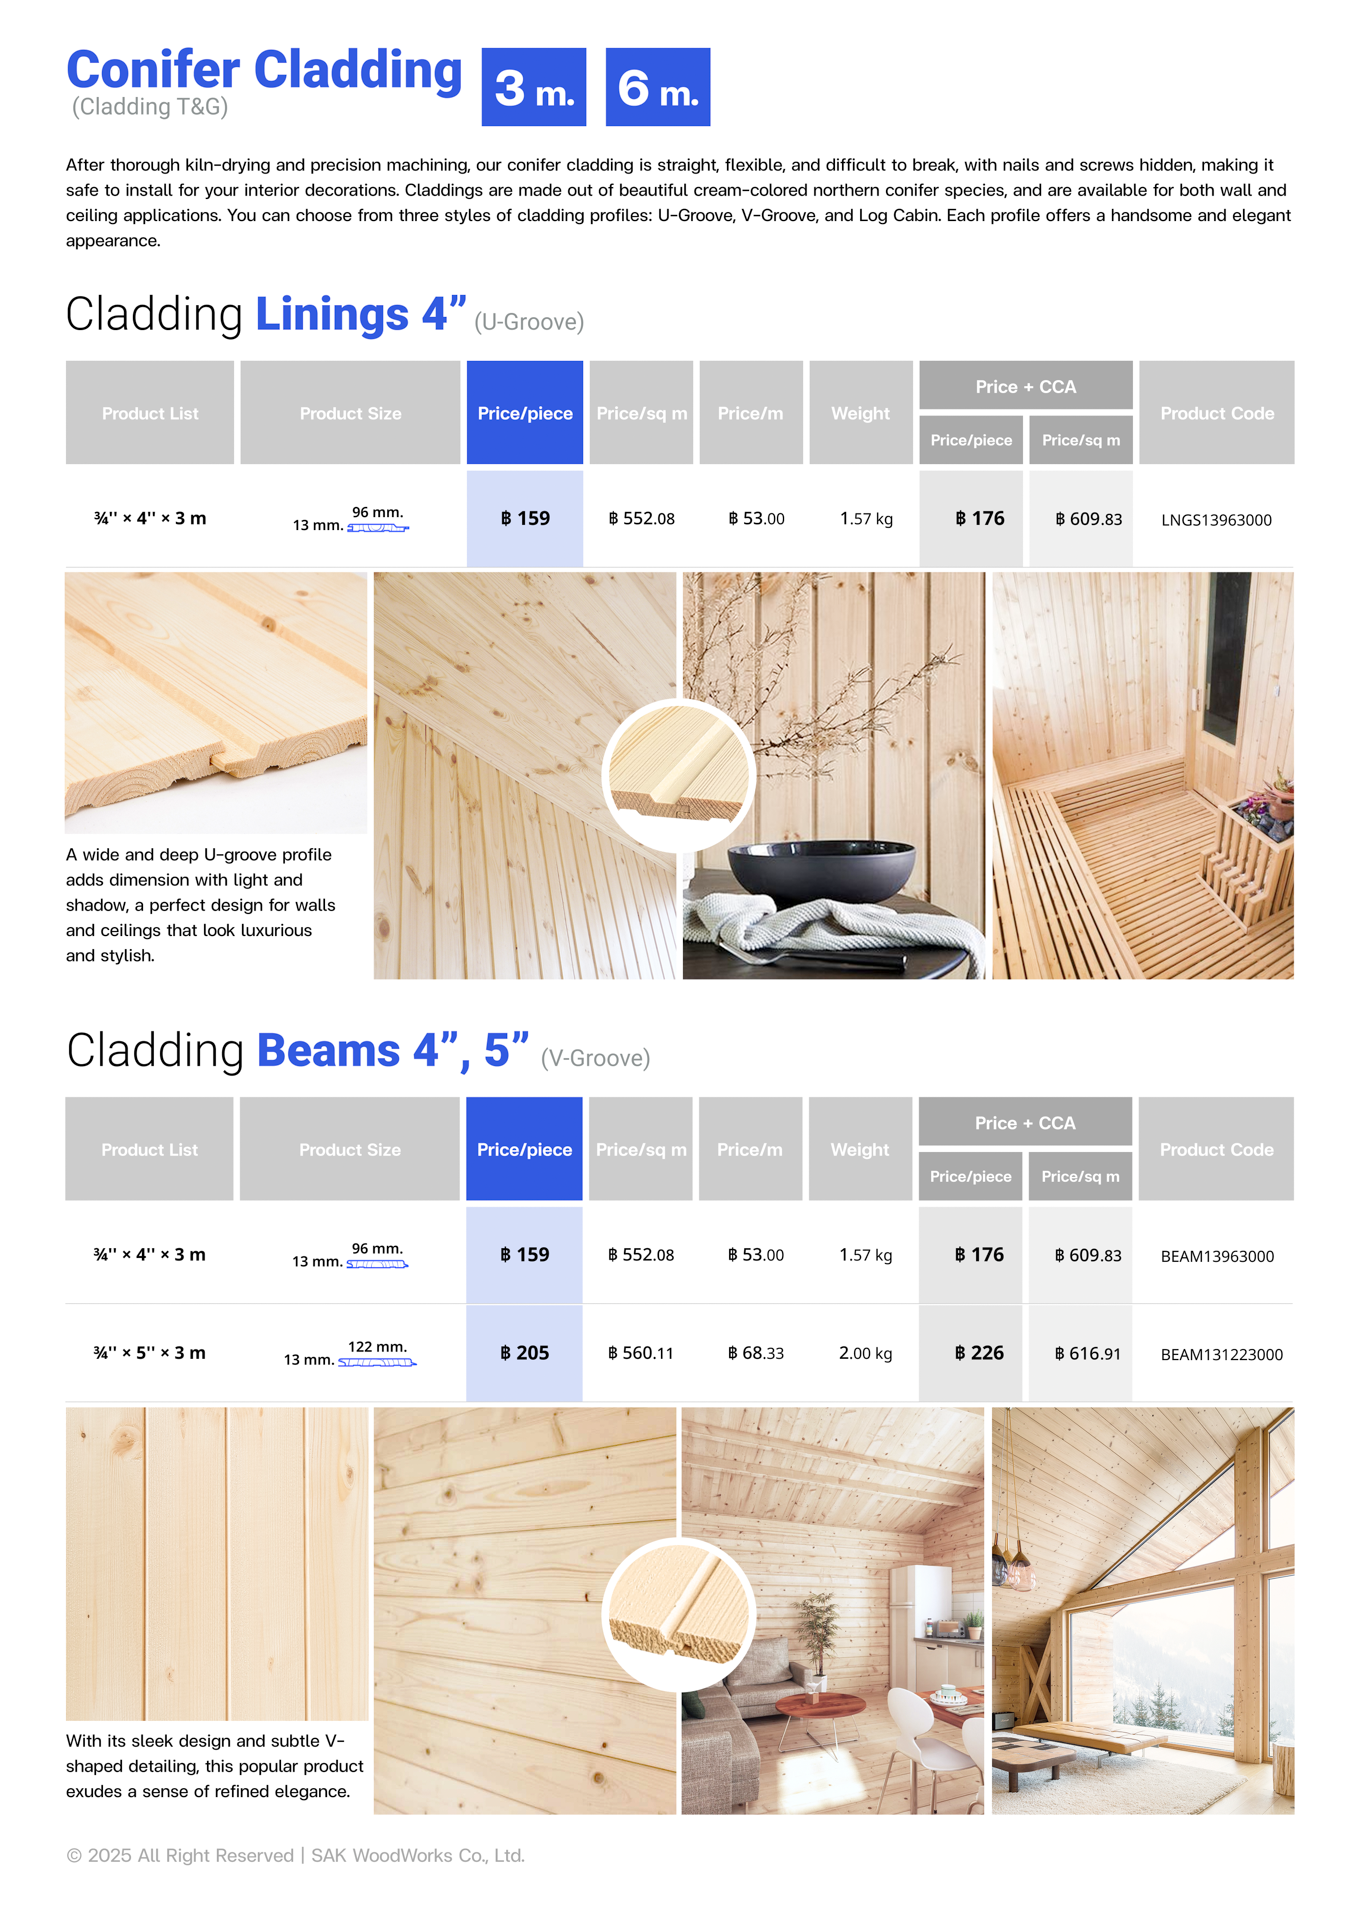 Conifer Cladding 3 m. 6 m.
(Cladding T&G)
After thorough kiln-drying and precision machining, our conifer cladding is straight, flexible, and difficult to break, with nails and screws hidden, making it
safe to install for your interior decorations. Claddings are made out of beautiful cream-colored northern conifer species, and are available for both wall and
ceiling applications. You can choose from three styles of cladding profiles: U-Groove, V-Groove, and Log Cabin. Each profile offers a handsome and elegant
appearance.
Cladding Linings 4” (U-Groove)
Product List Product Size Price/piece Price/sq m Price/m Weight Price + CCA Product Code
Price/piece Price/sq m
¾'' × 4'' × 3 m 13 mm. 96 mm. ฿ 159 ฿ 552.08 ฿ 53.00 1.57 kg ฿ 176 ฿ 609.83 LNGS13963000
A wide and deep U-groove profile
adds dimension with light and
shadow, a perfect design for walls
and ceilings that look luxurious
and stylish.
Cladding Beams 4”, 5” (V-Groove)
Product List Product Size Price/piece Price/sq m Price/m Weight Price + CCA Product Code
Price/piece Price/sq m
¾'' × 4'' × 3 m 13 mm. 96 mm. ฿ 159 ฿ 552.08 ฿ 53.00 1.57 kg ฿ 176 ฿ 609.83 BEAM13963000
¾'' × 5'' × 3 m 13 mm. 122 mm. ฿ 205 ฿ 560.11 ฿ 68.33 2.00 kg ฿ 226 ฿ 616.91 BEAM131223000
With its sleek design and subtle V-
shaped detailing, this popular product
exudes a sense of refined elegance.
© 2025 All Right Reserved | SAK WoodWorks Co., Ltd.